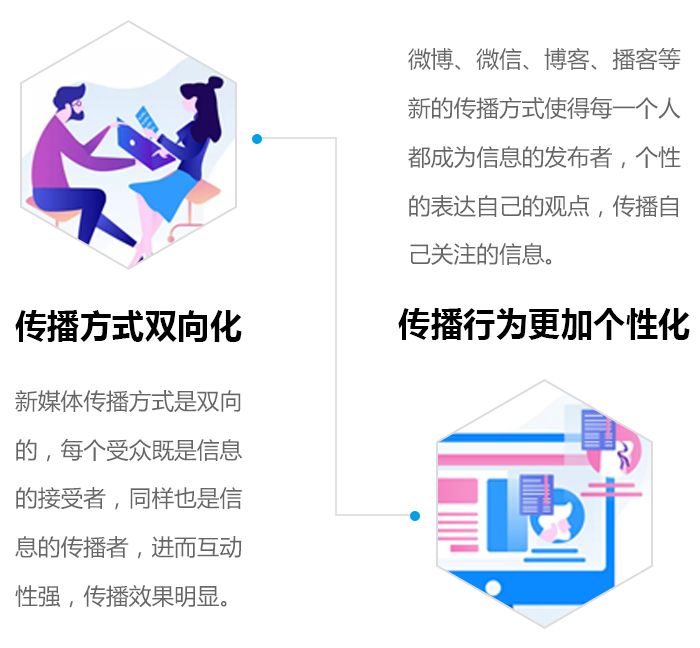 传播方式双向化
新媒体传播方式是双向
的，每个受众既是信息
的接受者，同样也是信
息的传播者，进而互动
性强，传播效果明显。
微博、微信、博客、播客等
新的传播方式使得每一个人
都成为信息的发布者，个性
的表达自己的观点，传播自
己关注的信息。
传播行为更加个性化